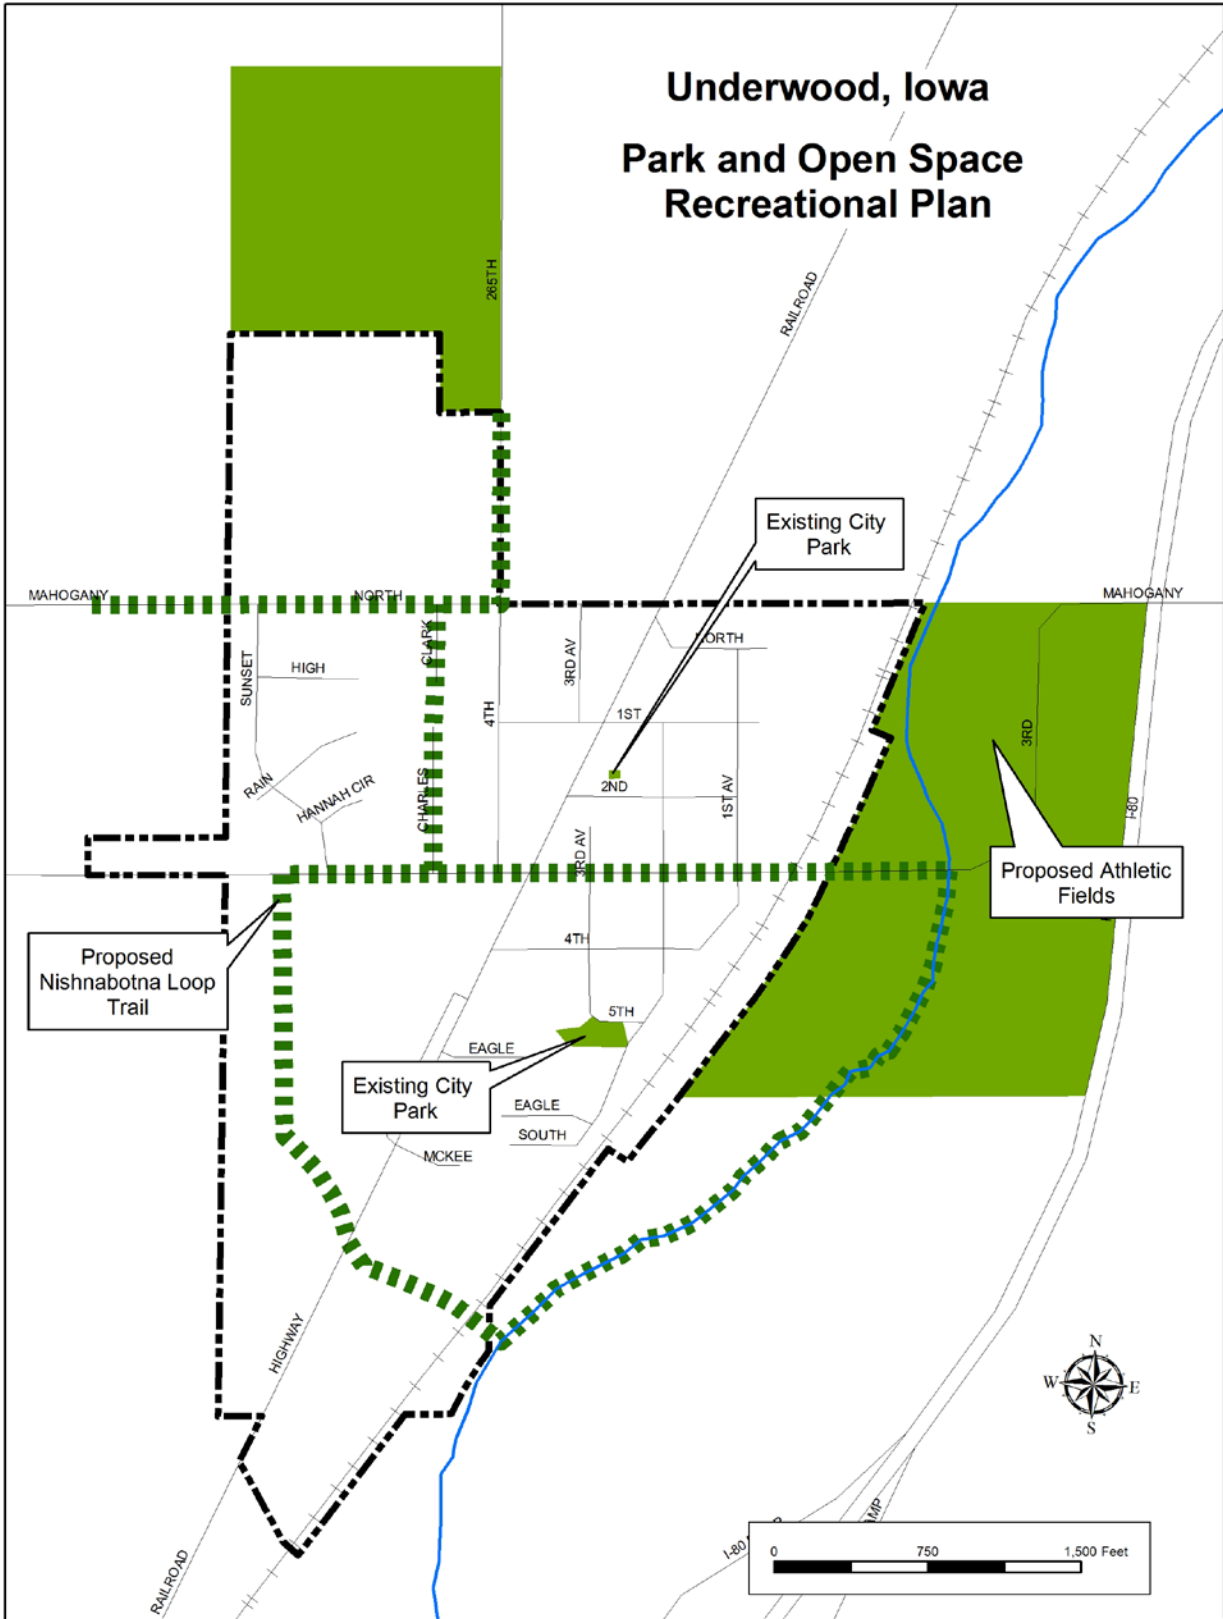 Underwood, Iowa
Park and Open Space
Recreational Plan
265TH
RAILROAD
Existing City
Park
MAHOGANY
NORTH
MAHOGANY
CLARK
3RD AV
NORTH
SUNSET
HIGH
4TH
1ST
3RD
RAIN
HANNAH CIR
CHARLES
2ND
1ST AV
I-80
3RD AV
Proposed Athletic
Fields
4TH
Proposed
Nishnabotna Loop
Trail
5TH
EAGLE
Existing City
Park
EAGLE
SOUTH
MCKEE
HIGHWAY
N
W
E
S
RAILROAD
I-80
0
750
1,500 Feet